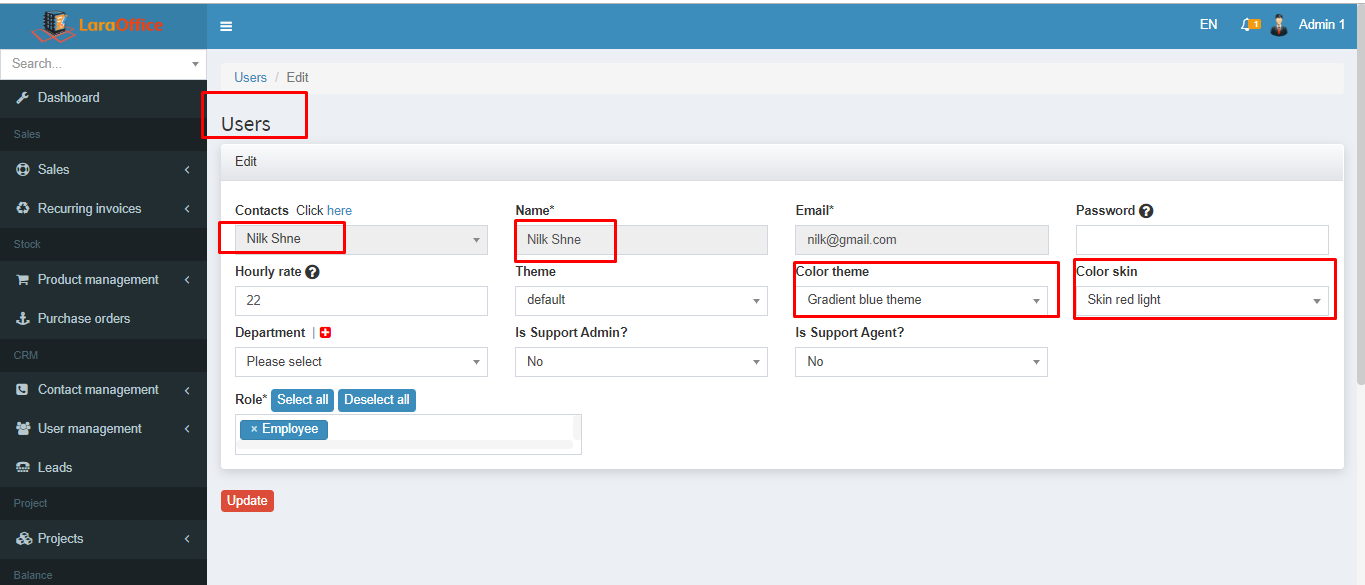 LaraOffice
EN
1
Admin 1
Search...
Users / Edit
Dashboard
Users
Sales
Edit
Sales
Contacts Click here
Name*
Email*
Password
Recurring invoices
Nilk Shne
Nilk Shne
nilk@gmail.com
Stock
Hourly rate
Theme
Color theme
Color skin
Product management
22
default
Gradient blue theme
Skin red light
Purchase orders
Department |
Is Support Admin?
Is Support Agent?
CRM
Please select
No
No
Contact management
Role* Select all Deselect all
User management
× Employee
Leads
Project
Update
Projects
Balance